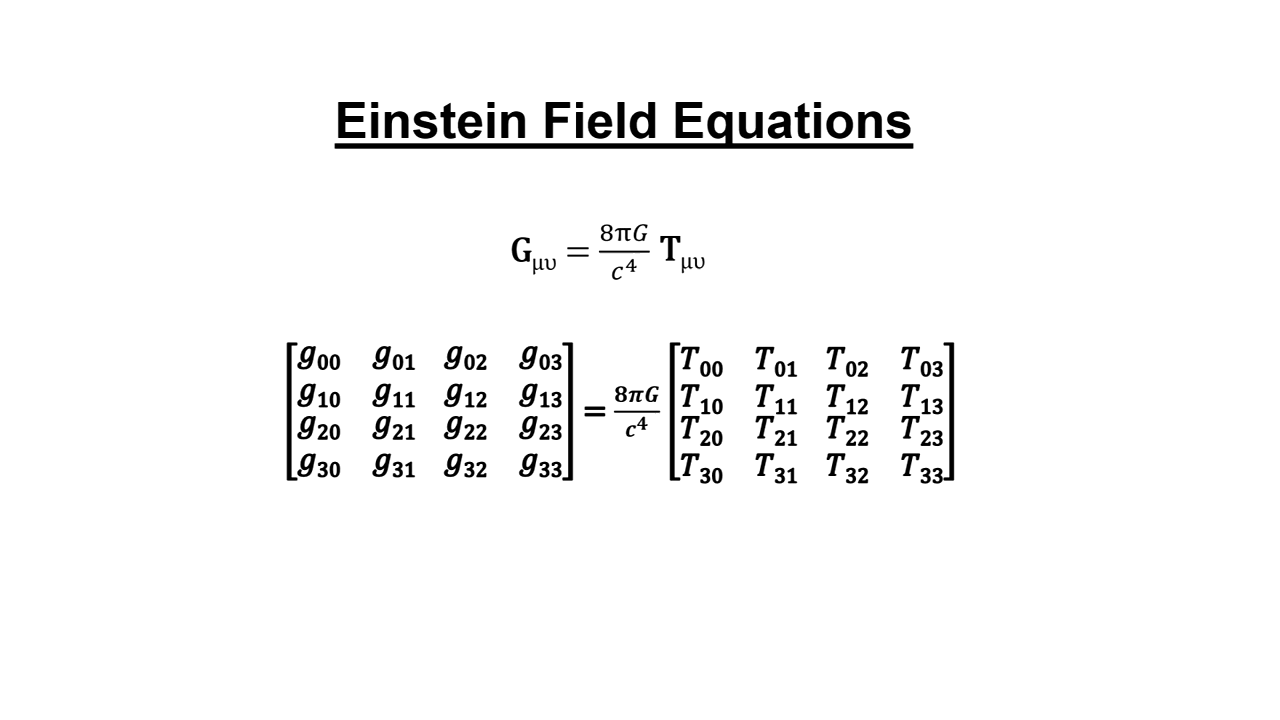 Einstein Field Equations
G_μυ = 8πG/c⁴ T_μυ
[g₀₀ g₀₁ g₀₂ g₀₃] [T₀₀ T₀₁ T₀₂ T₀₃]
[g₁₀ g₁₁ g₁₂ g₁₃] = 8πG/c⁴ [T₁₀ T₁₁ T₁₂ T₁₃]
[g₂₀ g₂₁ g₂₂ g₂₃] [T₂₀ T₂₁ T₂₂ T₂₃]
[g₃₀ g₃₁ g₃₂ g₃₃] [T₃₀ T₃₁ T₃₂ T₃₃]